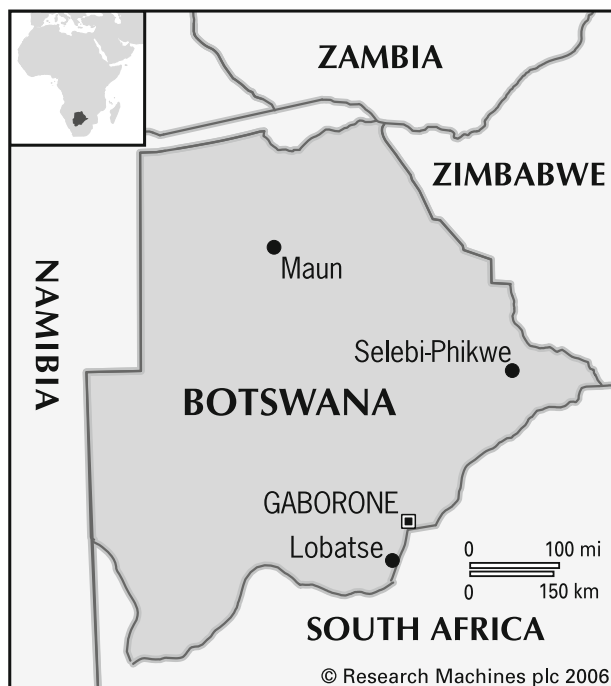 ZAMBIA
ZIMBABWE
NAMIBIA
Maun
Selebi-Phikwe
BOTSWANA
GABORONE
Lobatse
0 100 mi
0 150 km
SOUTH AFRICA
© Research Machines plc 2006